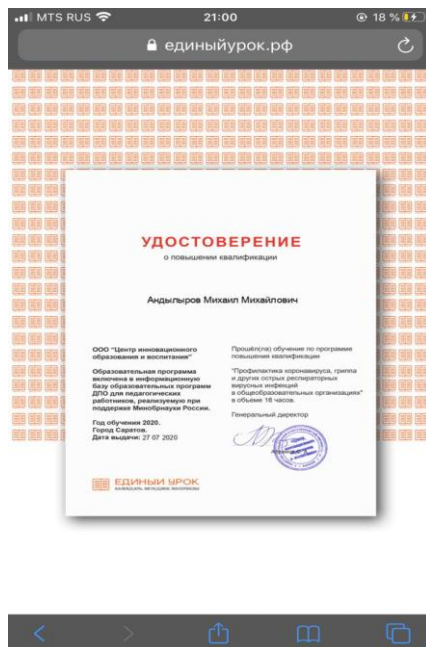 MTS RUS
21:00
18 %
единыйурок.рф
УДОСТОВЕРЕНИЕ
о повышении квалификации
Андылыров Михаил Михайлович
ООО "Центр инновационного
образования и воспитания"
Образовательная программа
включена в информационную
базу образовательных программ
ДПО для педагогических
работников, реализуемую при
поддержке Минобрнауки России.
Год обучения 2020.
Город Саратов.
Дата выдачи: 27 07 2020
Прошёл(ла) обучение по программе
повышения квалификации
"Профилактика коронавируса, гриппа
и других острых респираторных
вирусных инфекций
в общеобразовательных организациях"
в объеме 16 часов.
Генеральный директор
ЕДИНЫЙ УРОК